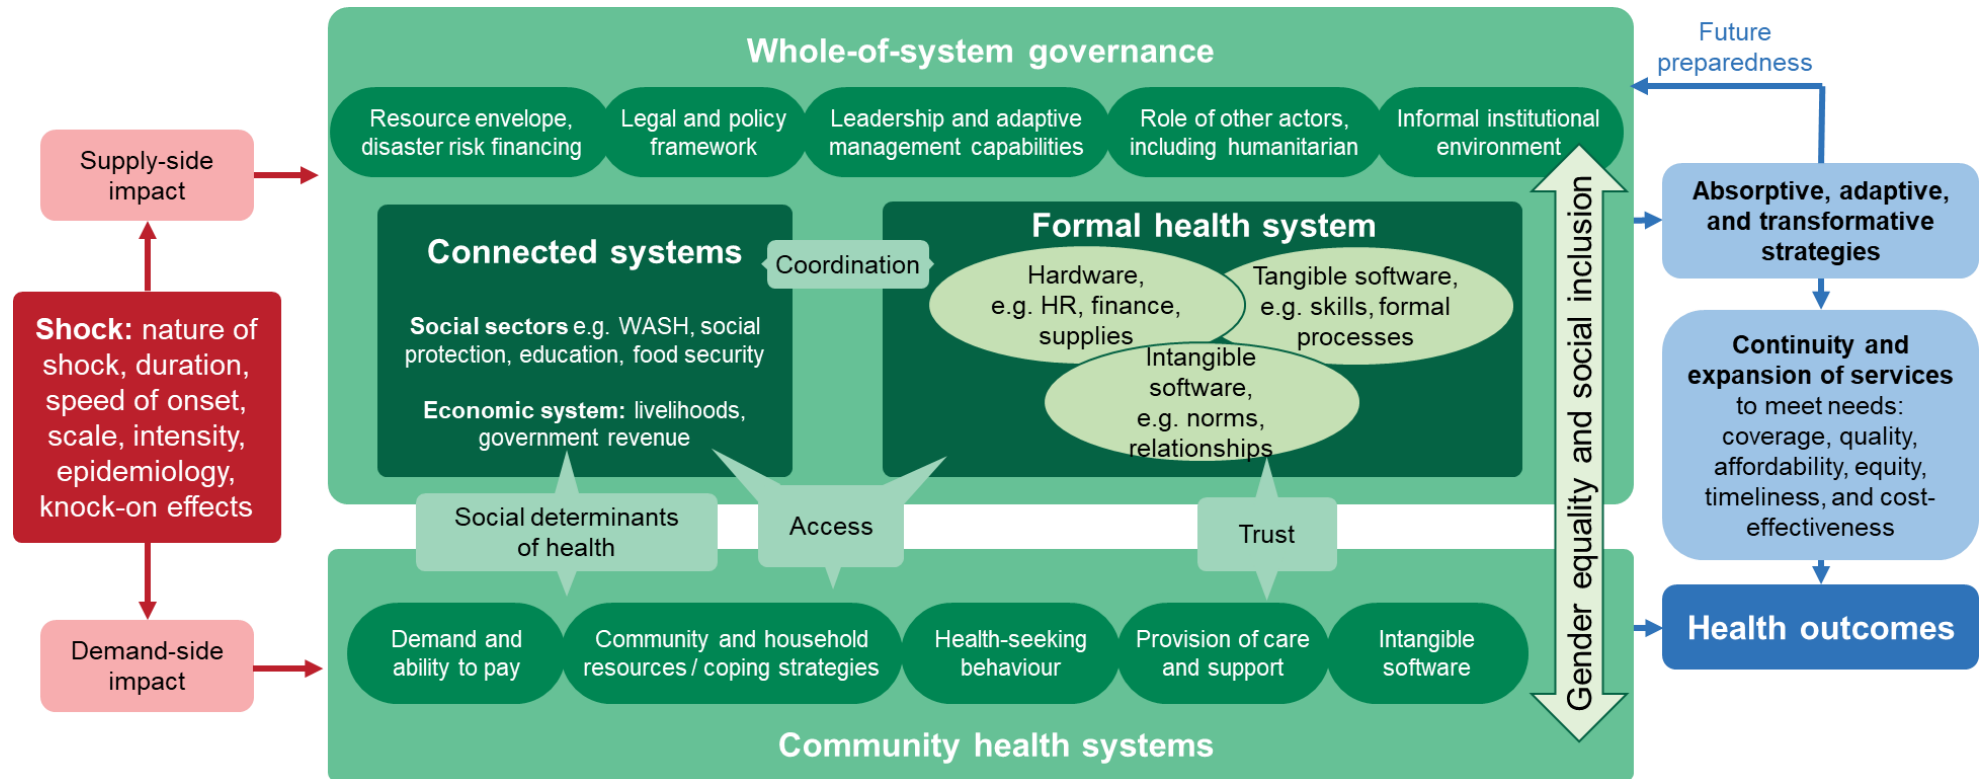 Whole-of-system governance
Future
preparedness
Resource envelope,
disaster risk financing
Legal and policy
framework
Leadership and adaptive
management capabilities
Role of other actors,
including humanitarian
Informal institutional
environment
Supply-side
impact
Shock: nature of
shock, duration,
speed of onset,
scale, intensity,
epidemiology,
knock-on effects
Demand-side
impact
Connected systems
Social sectors e.g. WASH, social
protection, education, food security
Economic system: livelihoods,
government revenue
Coordination
Formal health system
Hardware,
e.g. HR, finance,
supplies
Tangible software,
e.g. skills, formal
processes
Intangible
software,
e.g. norms,
relationships
Gender equality and social inclusion
Social determinants
of health
Access
Trust
Demand and
ability to pay
Community and household
resources / coping strategies
Health-seeking
behaviour
Provision of care
and support
Intangible
software
Community health systems
Absorptive, adaptive,
and transformative
strategies
Continuity and
expansion of services
to meet needs:
coverage, quality,
affordability, equity,
timeliness, and cost-
effectiveness
Health outcomes